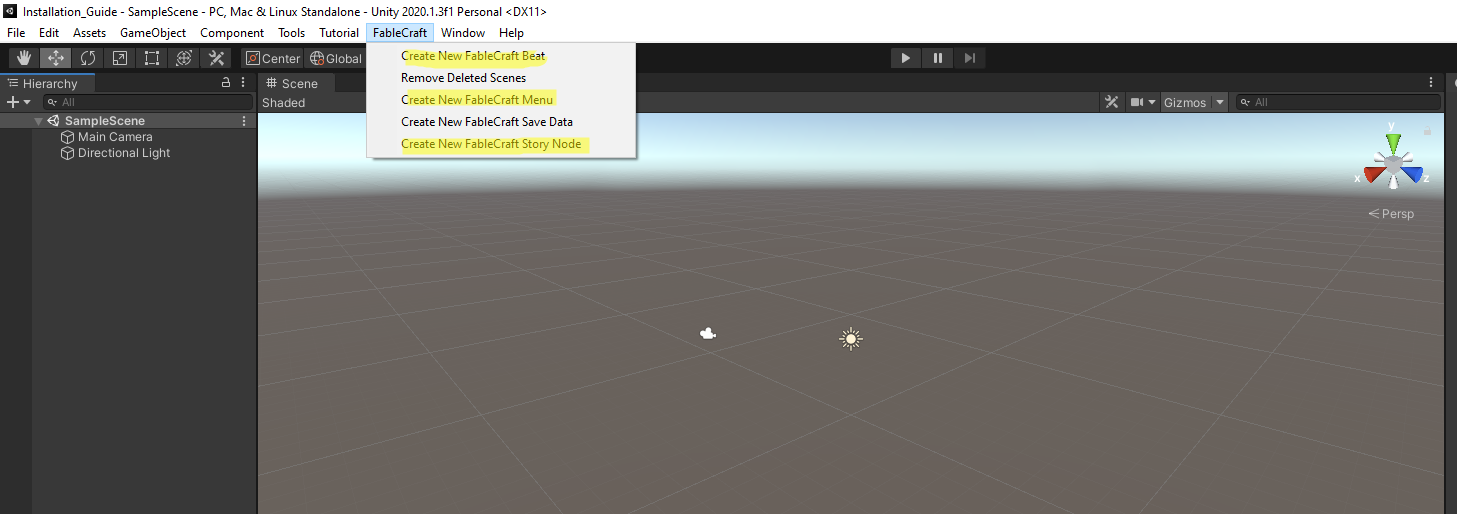 Installation_Guide - SampleScene - PC, Mac & Linux Standalone - Unity 2020.1.3f1 Personal <DX11>
File Edit Assets GameObject Component Tools Tutorial FableCraft Window Help
Center Global
Create New FableCraft Beat
Remove Deleted Scenes
Create New FableCraft Menu
Create New FableCraft Save Data
Create New FableCraft Story Node
Hierarchy
All
SampleScene
Main Camera
Directional Light
Scene
Shaded
Gizmos All
y
x z
Persp